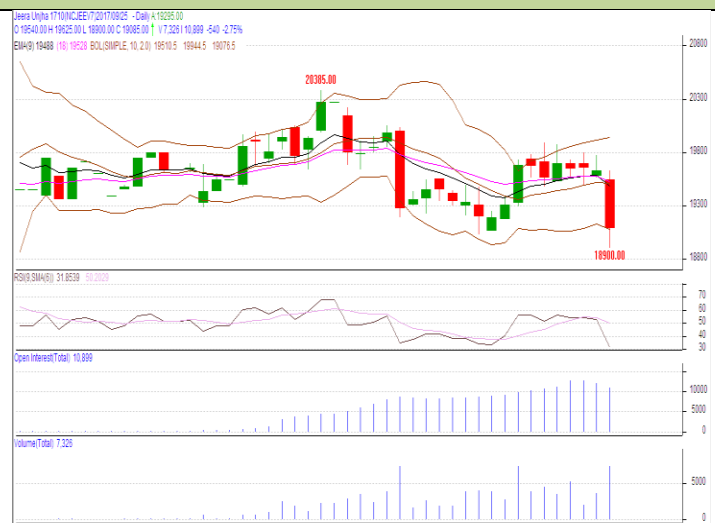 Jeera Unjha 1710(NCJEEV7)2017/09/25 - Daily A:19295.00
O 19540.00 H 19625.00 L 18900.00 C 19085.00 ↑ V 7,326 I 10,899 -540 -2.75%
EMA(9) 19488 (18) 19528 BOL(SIMPLE, 10, 2.0) 19510.5 19944.5 19076.5
20600
20385.00
20300
19800
19300
18800
18900.00
RSI(9,SMA(6)) 31.8539 50.2029
70
60
50
40
30
Open Interest(Total) 10,899
10000
5000
0
Volume(Total) 7,326
5000
0